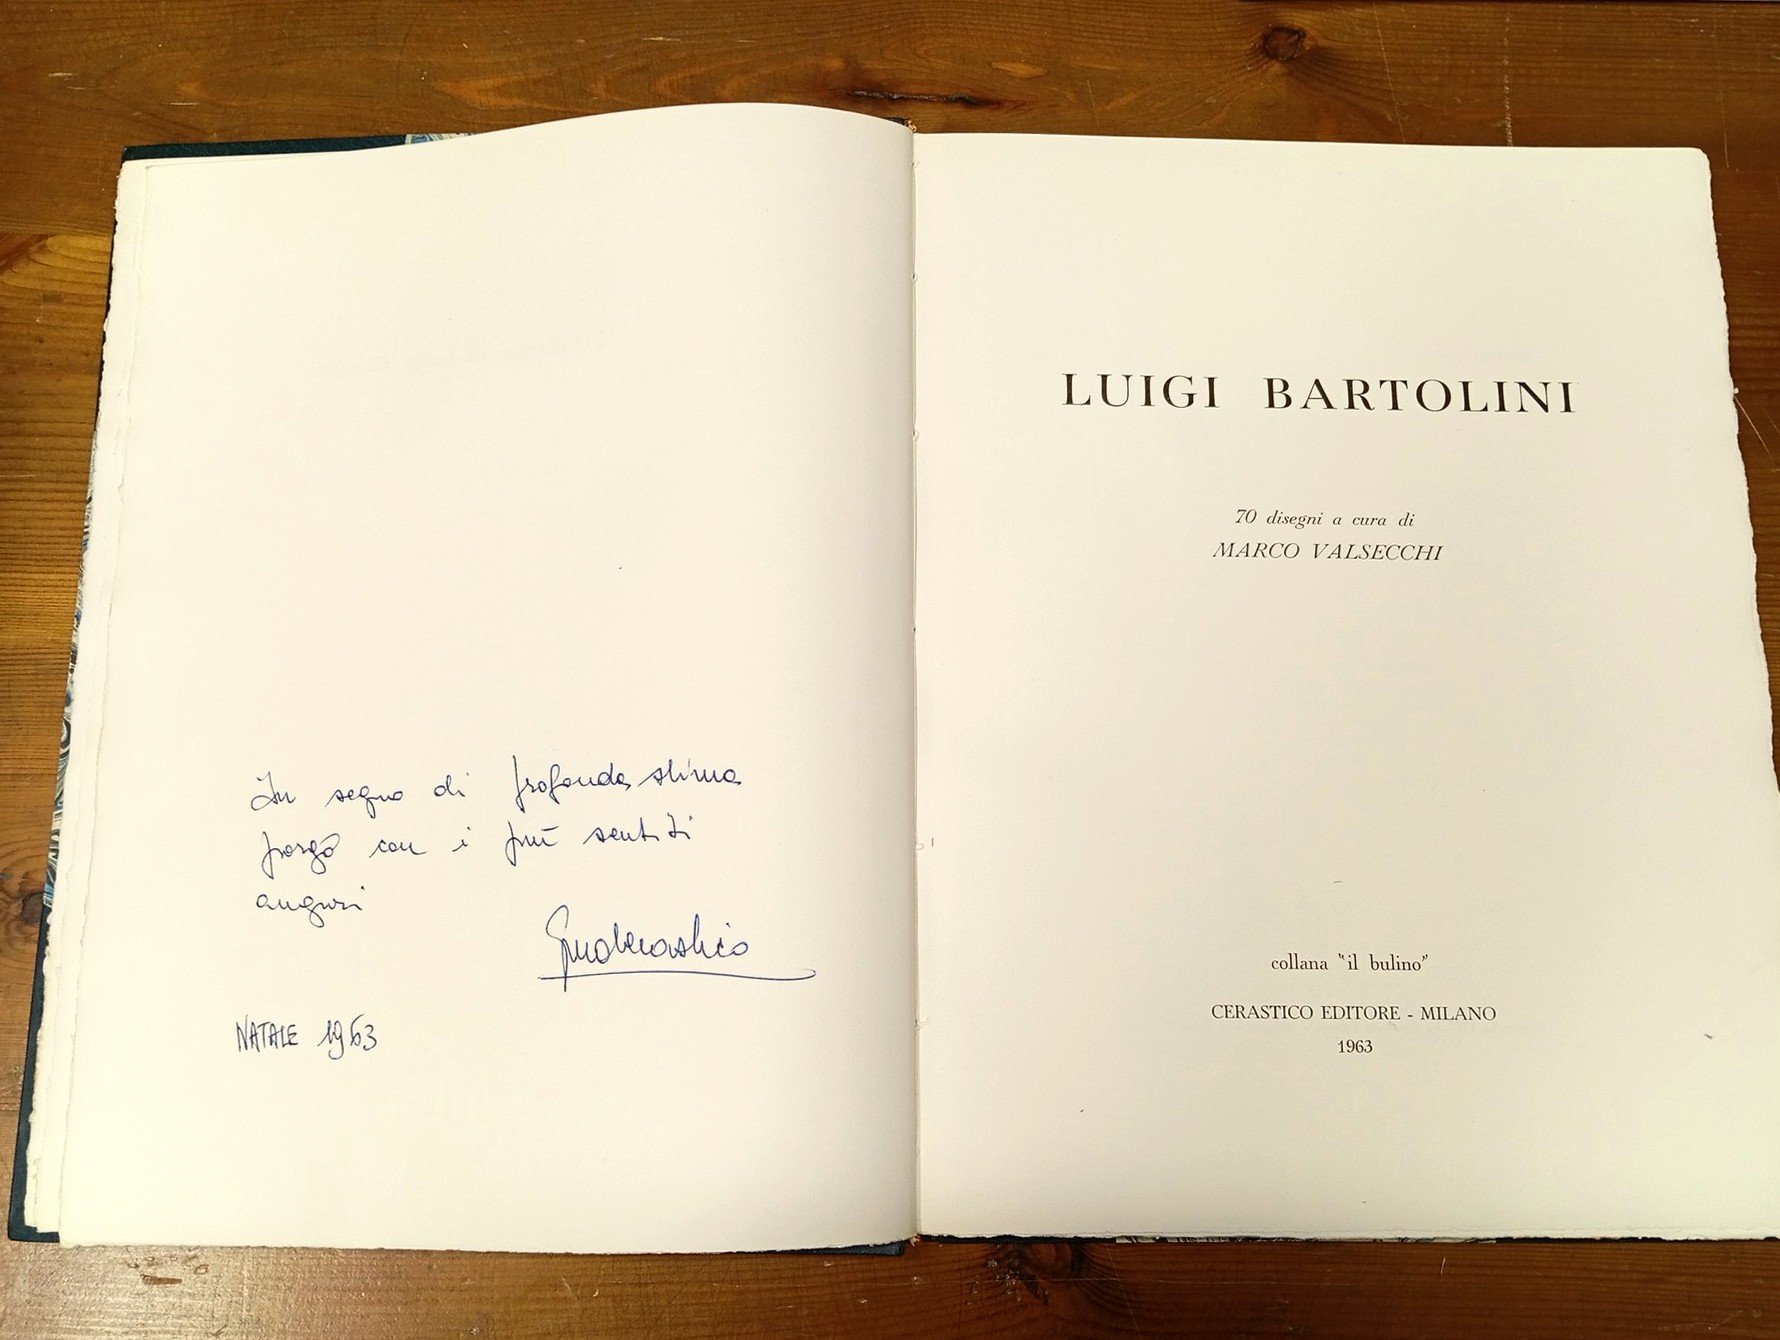 In segno di profonda stima
porgo con i più sentiti
auguri
NATALE 1963
LUIGI BARTOLINI
70 disegni a cura di
MARCO VALSECCHI
collana "il bulino"
CERASTICO EDITORE - MILANO
1963